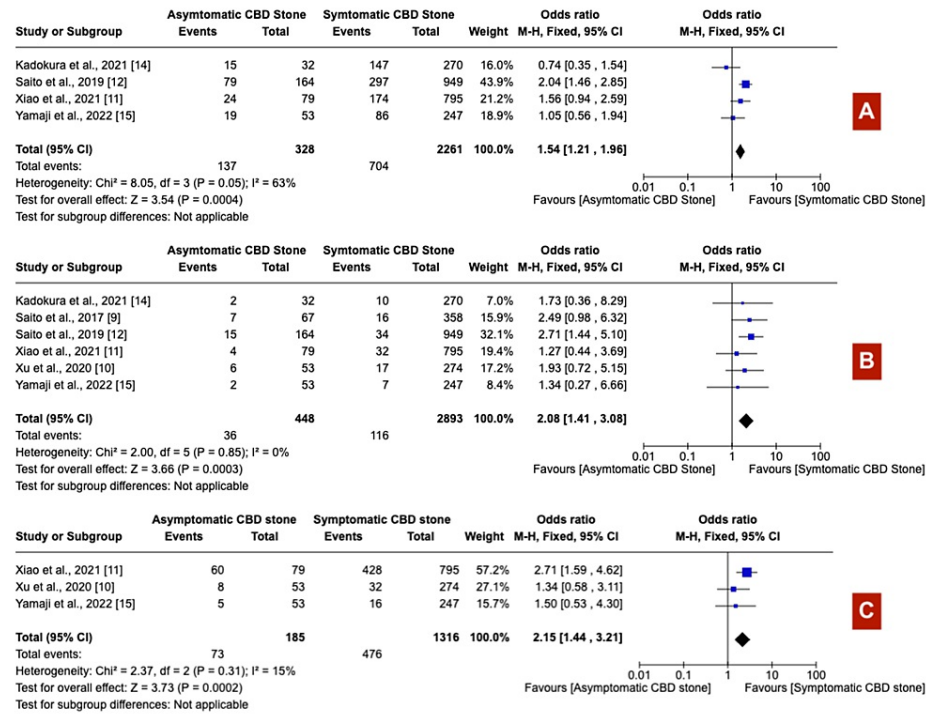 Asymtomatic CBD Stone Symtomatic CBD Stone Odds ratio Odds ratio
Study or Subgroup Events Total Events Total Weight M-H, Fixed, 95% CI M-H, Fixed, 95% CI
Kadokura et al., 2021 [14] 15 32 147 270 16.0% 0.74 [0.35 , 1.54]
Saito et al., 2019 [12] 79 164 297 949 43.9% 2.04 [1.46 , 2.85]
Xiao et al., 2021 [11] 24 79 174 795 21.2% 1.56 [0.94 , 2.59]
Yamaji et al., 2022 [15] 19 53 86 247 18.9% 1.05 [0.56 , 1.94]
A
Total (95% CI) 328 2261 100.0% 1.54 [1.21 , 1.96]
Total events: 137 704
Heterogeneity: Chi² = 8.05, df = 3 (P = 0.05); I² = 63%
0.01 0.1 1 10 100
Test for overall effect: Z = 3.54 (P = 0.0004) Favours [Asymtomatic CBD Stone] Favours [Symtomatic CBD Stone]
Test for subgroup differences: Not applicable
Asymtomatic CBD Stone Symtomatic CBD Stone Odds ratio Odds ratio
Study or Subgroup Events Total Events Total Weight M-H, Fixed, 95% CI M-H, Fixed, 95% CI
Kadokura et al., 2021 [14] 2 32 10 270 7.0% 1.73 [0.36 , 8.29]
Saito et al., 2017 [9] 7 67 16 358 15.9% 2.49 [0.98 , 6.32]
Saito et al., 2019 [12] 15 164 34 949 32.1% 2.71 [1.44 , 5.10]
Xiao et al., 2021 [11] 4 79 32 795 19.4% 1.27 [0.44 , 3.69]
B
Xu et al., 2020 [10] 6 53 17 274 17.2% 1.93 [0.72 , 5.15]
Yamaji et al., 2022 [15] 2 53 7 247 8.4% 1.34 [0.27 , 6.66]
Total (95% CI) 448 2893 100.0% 2.08 [1.41 , 3.08]
Total events: 36 116
Heterogeneity: Chi² = 2.00, df = 5 (P = 0.85); I² = 0%
0.01 0.1 1 10 100
Test for overall effect: Z = 3.66 (P = 0.0003) Favours [Asymtomatic CBD Stone] Favours [Symtomatic CBD Stone]
Test for subgroup differences: Not applicable
Asymptomatic CBD stone Symptomatic CBD stone Odds ratio Odds ratio
Study or Subgroup Events Total Events Total Weight M-H, Fixed, 95% CI M-H, Fixed, 95% CI
Xiao et al., 2021 [11] 60 79 428 795 57.2% 2.71 [1.59 , 4.62]
Xu et al., 2020 [10] 8 53 32 274 27.1% 1.34 [0.58 , 3.11]
Yamaji et al., 2022 [15] 5 53 16 247 15.7% 1.50 [0.53 , 4.30]
C
Total (95% CI) 185 1316 100.0% 2.15 [1.44 , 3.21]
Total events: 73 476
Heterogeneity: Chi² = 2.37, df = 2 (P = 0.31); I² = 15%
0.01 0.1 1 10 100
Test for overall effect: Z = 3.73 (P = 0.0002) Favours [Asymptomatic CBD stone] Favours [Symptomatic CBD stone]
Test for subgroup differences: Not applicable